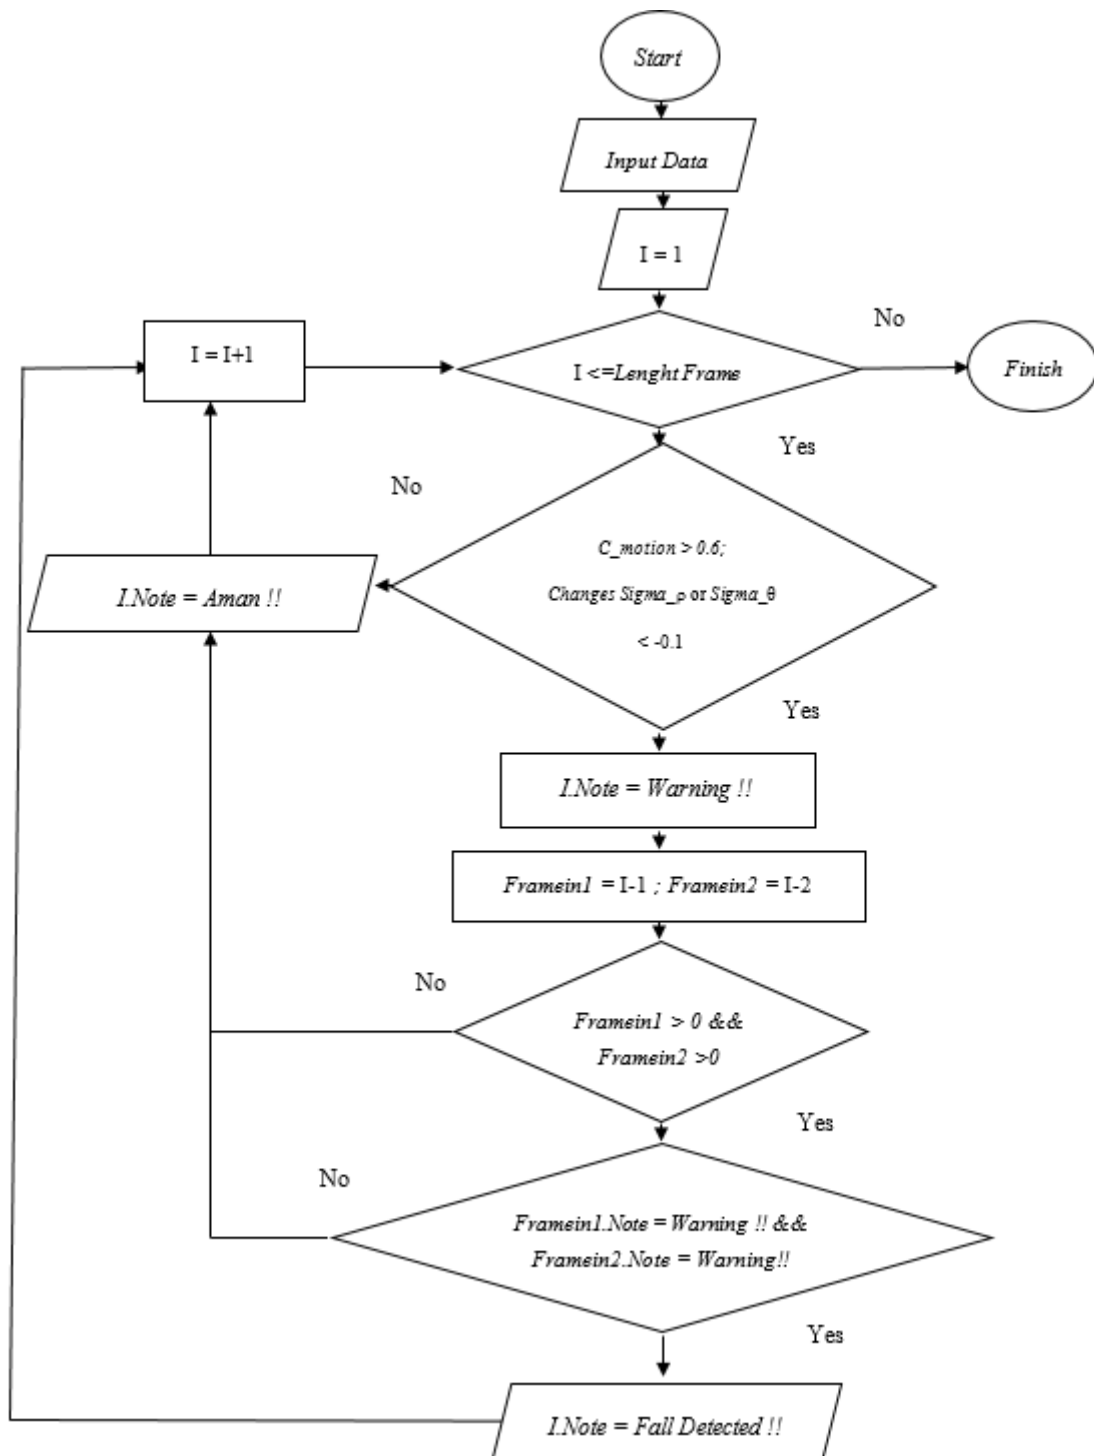 Start
Input Data
I = 1
No
I = I+1
I <=Lenght Frame
Finish
Yes
No
C_motion > 0.6;
Changes Sigma_ρ or Sigma_θ
< -0.1
I.Note = Aman !!
Yes
I.Note = Warning !!
Framein1 = I-1 ; Framein2 = I-2
No
Framein1 > 0 &&
Framein2 >0
Yes
No
Framein1.Note = Warning !! &&
Framein2.Note = Warning!!
Yes
I.Note = Fall Detected !!